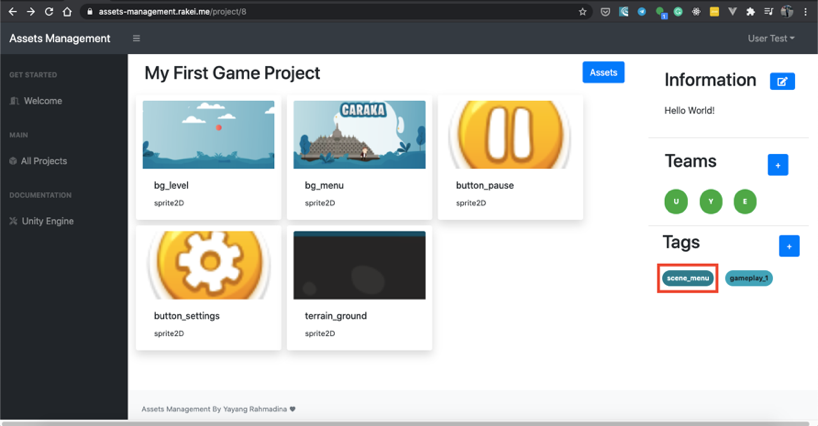 assets-management.rakei.me/project/8
Assets Management
User Test
GET STARTED
Welcome
MAIN
All Projects
DOCUMENTATION
Unity Engine
My First Game Project
Assets
bg_level
sprite2D
CARAKA
bg_menu
sprite2D
button_pause
sprite2D
button_settings
sprite2D
terrain_ground
sprite2D
Information
Hello World!
Teams
+
U Y E
Tags
+
scene_menu
gameplay_1
Assets Management By Yayang Rahmadina